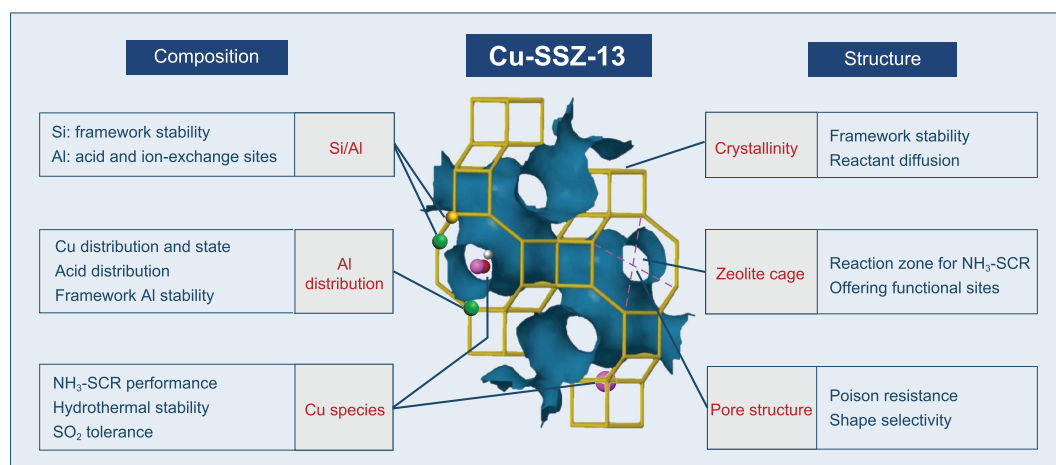 Composition
Cu-SSZ-13
Structure
Si: framework stability
Al: acid and ion-exchange sites
Si/Al
Cu distribution and state
Acid distribution
Framework Al stability
Al
distribution
NH₃-SCR performance
Hydrothermal stability
SO₂ tolerance
Cu species
Crystallinity
Framework stability
Reactant diffusion
Zeolite cage
Reaction zone for NH₃-SCR
Offering functional sites
Pore structure
Poison resistance
Shape selectivity